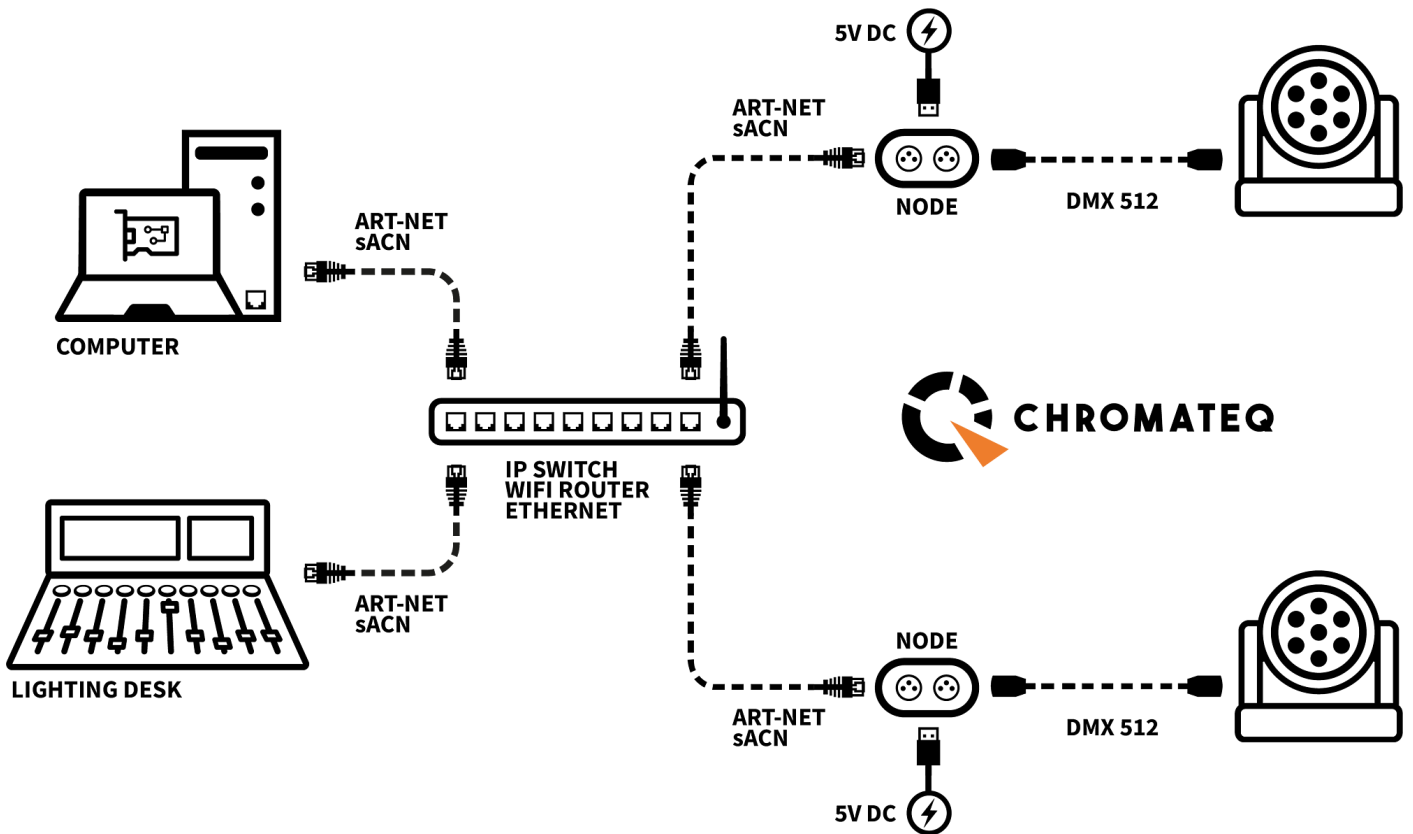 5V DC
ART-NET
sACN
NODE
DMX 512
ART-NET
sACN
COMPUTER
CHROMATEQ
IP SWITCH
WIFI ROUTER
ETHERNET
ART-NET
sACN
LIGHTING DESK
NODE
ART-NET
sACN
DMX 512
5V DC